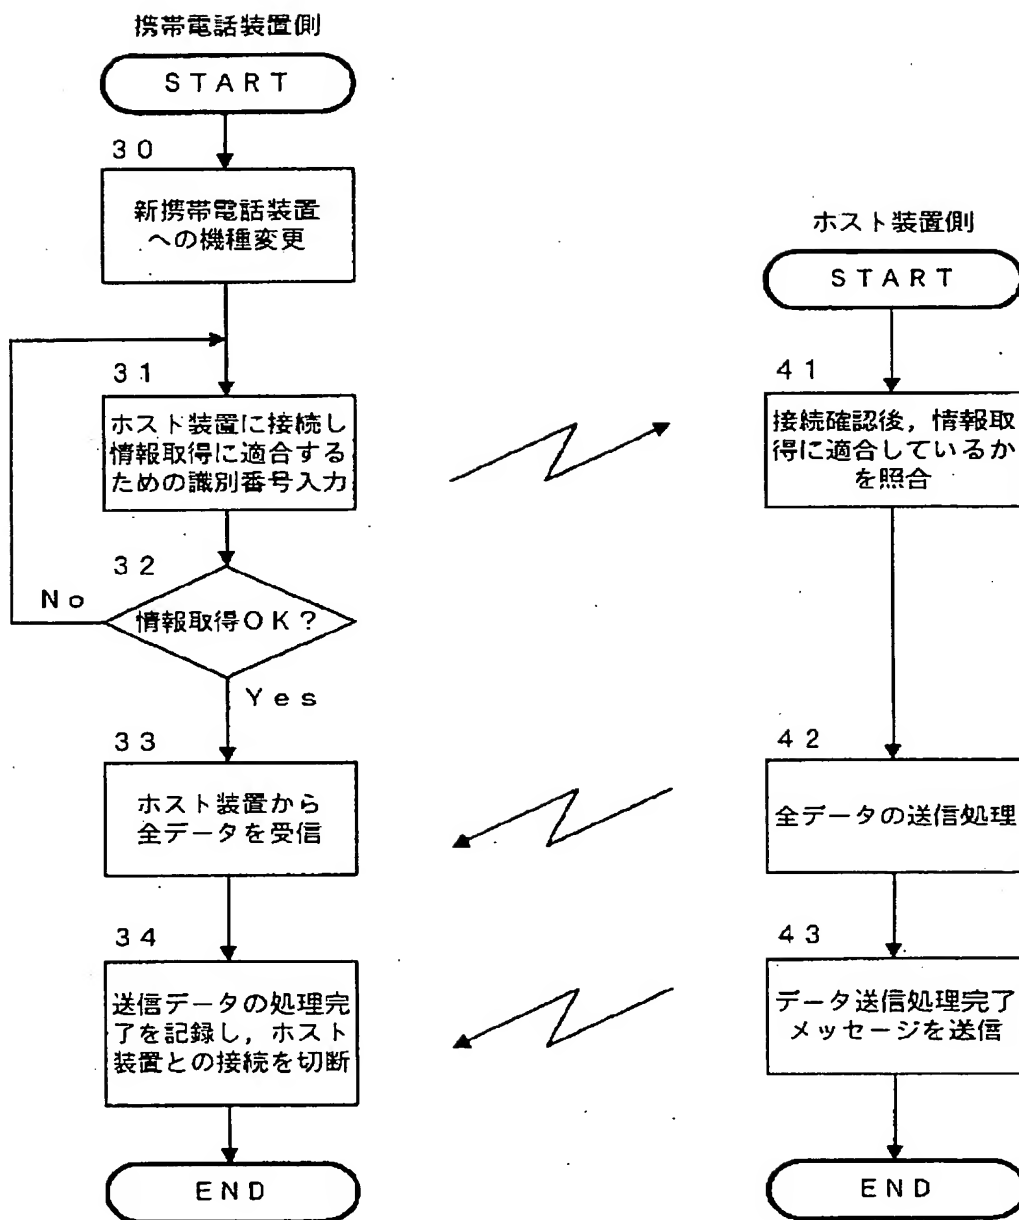 携帯電話装置側
START
30
新携帯電話装置
への機種変更
31
ホスト装置に接続し
情報取得に適合する
ための識別番号入力
32
No
情報取得OK?
Yes
33
ホスト装置から
全データを受信
34
送信データの処理完
了を記録し,ホスト
装置との接続を切断
END
ホスト装置側
START
41
接続確認後,情報取
得に適合しているか
を照合
42
全データの送信処理
43
データ送信処理完了
メッセージを送信
END